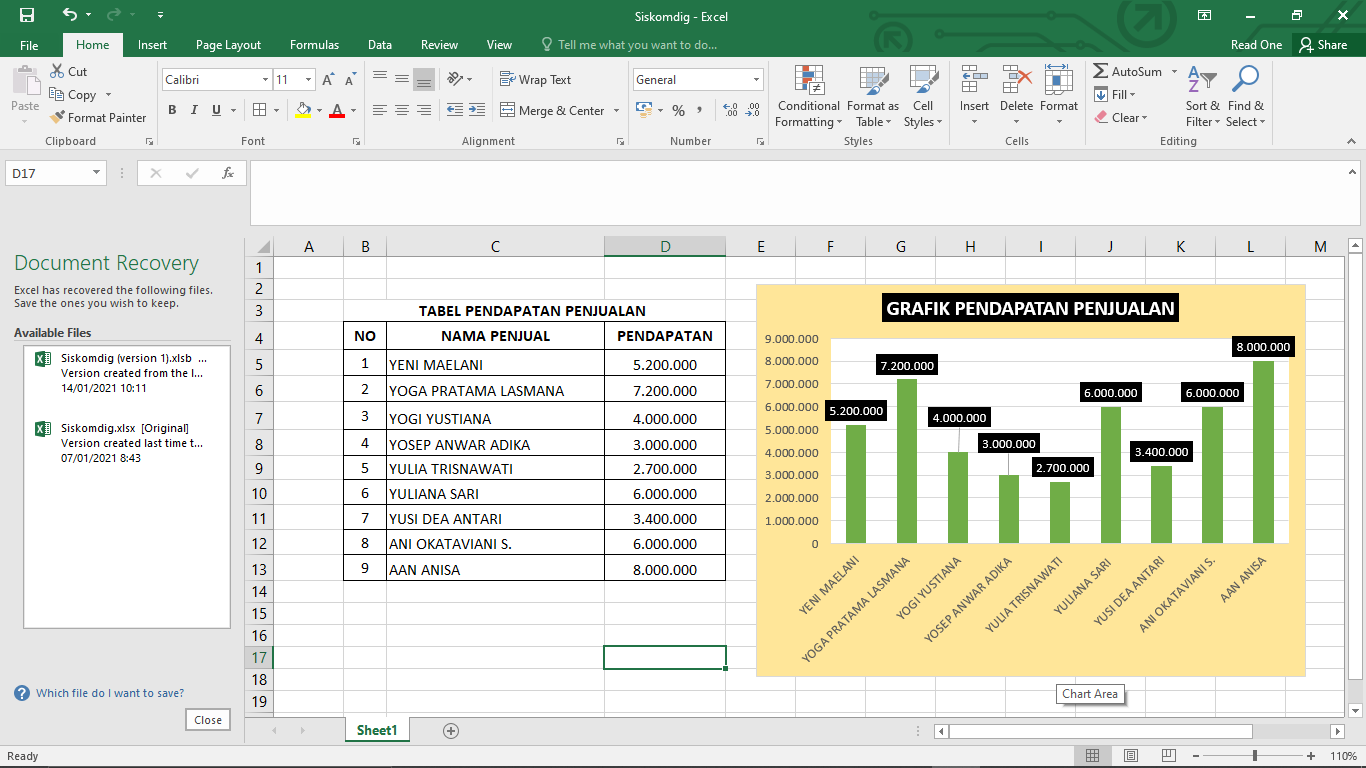 Siskomdig - Excel
File Home Insert Page Layout Formulas Data Review View Tell me what you want to do... Read One Share
Paste
Cut
Copy
Format Painter
Clipboard
Calibri 11
B I U
Font
Wrap Text
Merge & Center
Alignment
General
%
Number
Conditional Formatting
Format as Table
Cell Styles
Styles
Insert Delete Format
Cells
AutoSum
Fill
Clear
Sort & Filter
Find & Select
Editing
D17
fx
Document Recovery
Excel has recovered the following files.
Save the ones you wish to keep.
Available Files
Siskomdig (version 1).xlsb ...
Version created from the l...
14/01/2021 10:11
Siskomdig.xlsx [Original]
Version created last time t...
07/01/2021 8:43
Which file do I want to save?
Close
A B C D E F G H I J K L M
1
2
3
4
5
6
7
8
9
10
11
12
13
14
15
16
17
18
19
TABEL PENDAPATAN PENJUALAN
NO NAMA PENJUAL PENDAPATAN
1 YENI MAELANI 5.200.000
2 YOGA PRATAMA LASMANA 7.200.000
3 YOGI YUSTIANA 4.000.000
4 YOSEP ANWAR ADIKA 3.000.000
5 YULIA TRISNAWATI 2.700.000
6 YULIANA SARI 6.000.000
7 YUSI DEA ANTARI 3.400.000
8 ANI OKATAVIANI S. 6.000.000
9 AAN ANISA 8.000.000
GRAFIK PENDAPATAN PENJUALAN
9.000.000
8.000.000
7.000.000
6.000.000
5.000.000
4.000.000
3.000.000
2.000.000
1.000.000
0
5.200.000
7.200.000
4.000.000
3.000.000
2.700.000
6.000.000
3.400.000
6.000.000
8.000.000
YENI MAELANI
YOGA PRATAMA LASMANA
YOGI YUSTIANA
YOSEP ANWAR ADIKA
YULIA TRISNAWATI
YULIANA SARI
YUSI DEA ANTARI
ANI OKATAVIANI S.
AAN ANISA
Chart Area
Sheet1
Ready
110%